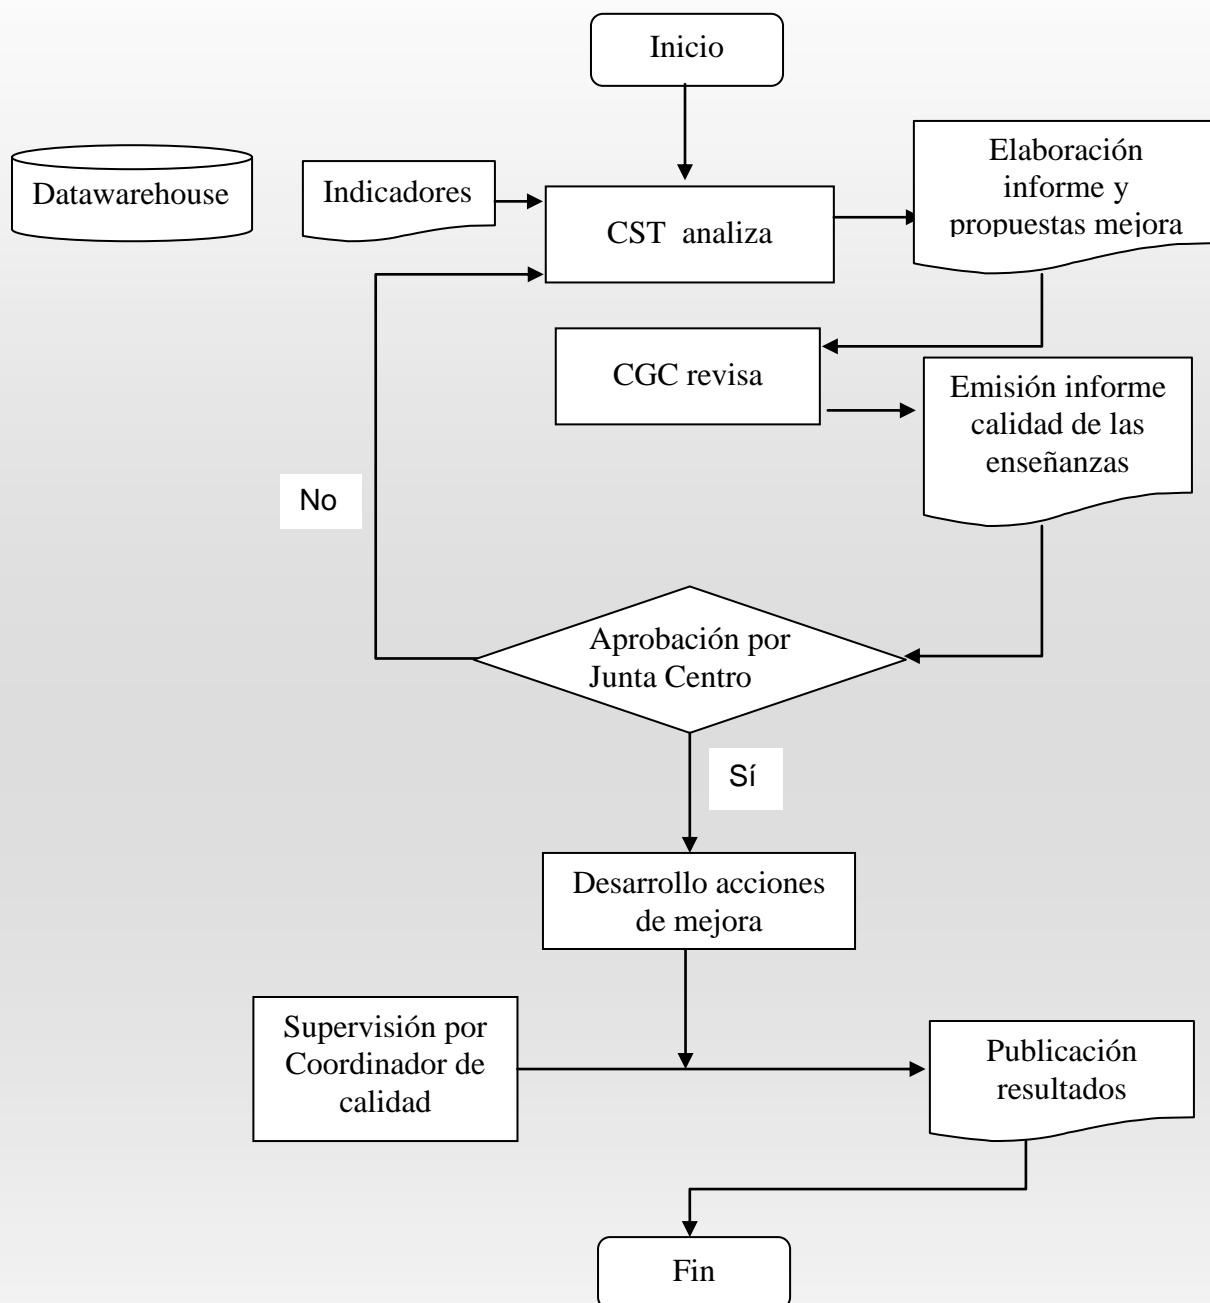 Inicio
Datawarehouse
Indicadores
CST analiza
Elaboración
informe y
propuestas mejora
CGC revisa
Emisión informe
calidad de las
enseñanzas
No
Aprobación por
Junta Centro
Sí
Desarrollo acciones
de mejora
Supervisión por
Coordinador de
calidad
Publicación
resultados
Fin